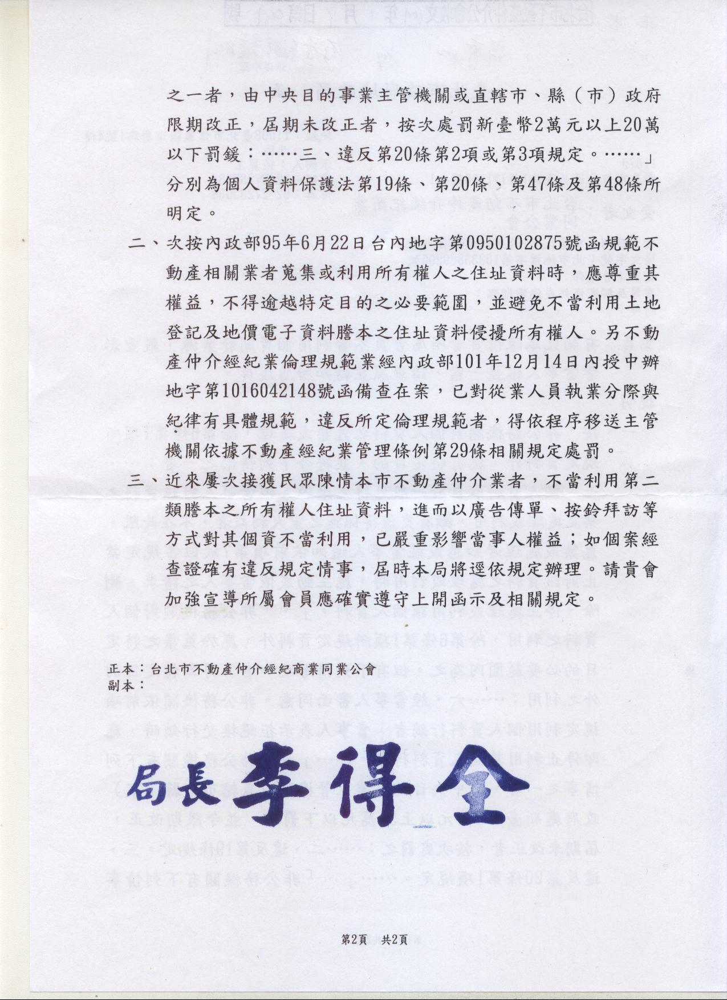 之一者，由中央目的事業主管機關或直轄市、縣（市）政府
限期改正，屆期未改正者，按次處罰新臺幣2萬元以上20萬
以下罰鍰：……三、違反第20條第2項或第3項規定。……」
分別為個人資料保護法第19條、第20條、第47條及第48條所
明定。
二、次按內政部95年6月22日台內地字第0950102875號函規範不
動產相關業者蒐集或利用所有權人之住址資料時，應尊重其
權益，不得逾越特定目的之必要範圍，並避免不當利用土地
登記及地價電子資料謄本之住址資料侵擾所有權人。另不動
產仲介經紀業倫理規範業經內政部101年12月14日內授中辦
地字第1016042148號函備查在案，已對從業人員執業分際與
紀律有具體規範，違反所定倫理規範者，得依程序移送主管
機關依據不動產經紀業管理條例第29條相關規定處罰。
三、近來屢次接獲民眾陳情本市不動產仲介業者，不當利用第二
類謄本之所有權人住址資料，進而以廣告傳單、按鈴拜訪等
方式對其個資不當利用，已嚴重影響當事人權益；如個案經
查證確有違反規定情事，屆時本局將逕依規定辦理。請貴會
加強宣導所屬會員應確實遵守上開函示及相關規定。
正本：台北市不動產仲介經紀商業同業公會
副本：
局長李得全
第2頁 共2頁